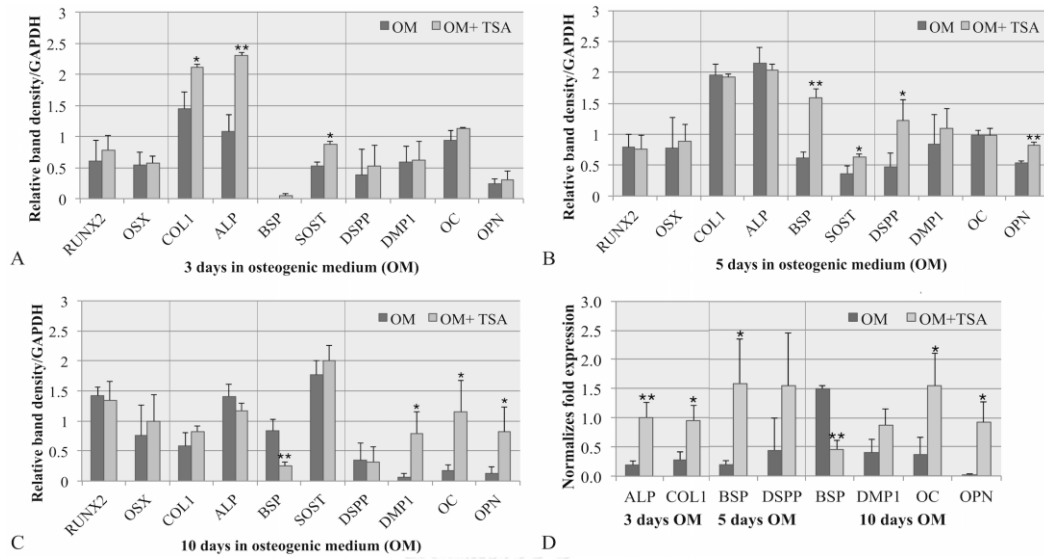 Relative band density/GAPDH
3
2.5
2
1.5
1
0.5
0
OM OM+ TSA
* ** *
RUNX2 OSX COL1 ALP BSP SOST DSPP DMP1 OC OPN
A
3 days in osteogenic medium (OM)
Relative band density/GAPDH
3
2.5
2
1.5
1
0.5
0
OM OM+ TSA
** * * **
RUNX2 OSX COL1 ALP BSP SOST DSPP DMP1 OC OPN
B
5 days in osteogenic medium (OM)
Relative band density/GAPDH
3
2.5
2
1.5
1
0.5
0
OM OM+ TSA
** * * *
RUNX2 OSX COL1 ALP BSP SOST DSPP DMP1 OC OPN
C
10 days in osteogenic medium (OM)
Normalizes fold expression
3.0
2.5
2.0
1.5
1.0
0.5
0.0
OM OM+TSA
** * * ** * *
ALP COL1 BSP DSPP BSP DMP1 OC OPN
3 days OM 5 days OM 10 days OM
D